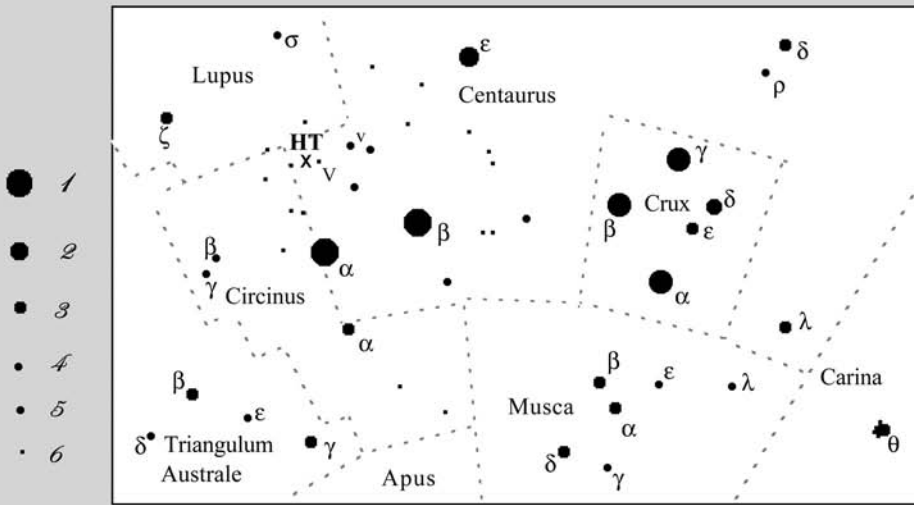 σ
ε
δ
Lupus
Centaurus
ρ
ζ
HT
v
V
γ
1
β
Crux
δ
ε
β
2
β
α
γ
Circinus
α
3
α
λ
4
β
β
ε
λ
Carina
5
ε
Musca
α
δ
Triangulum
Australe
γ
θ
6
δ
γ
Apus